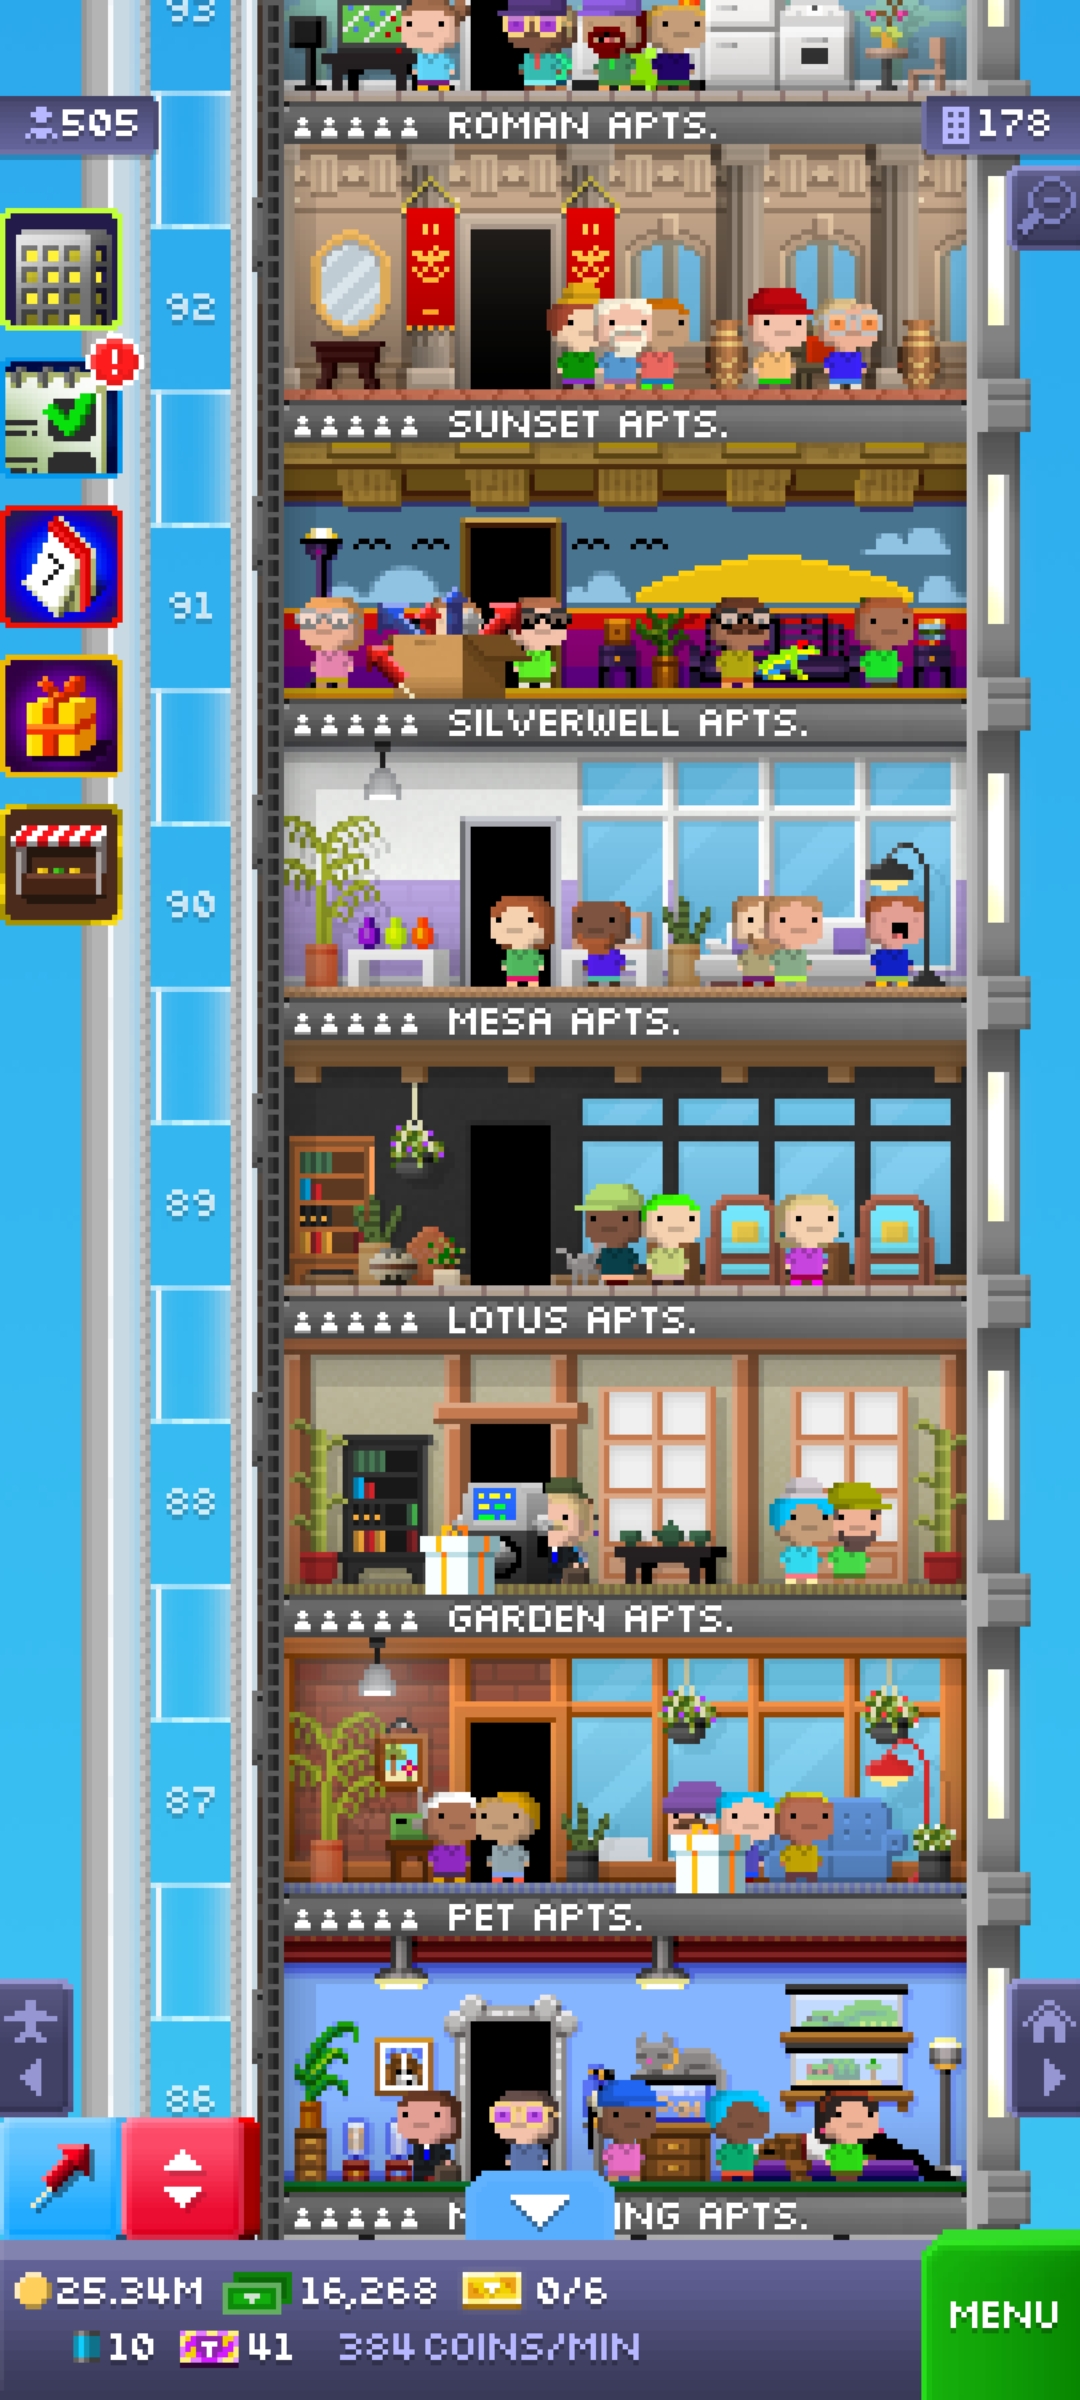 93
505
ROMAN APTS.
178
92
SUNSET APTS.
91
SILVERWELL APTS.
90
MESA APTS.
89
LOTUS APTS.
88
GARDEN APTS.
87
PET APTS.
86
ING APTS.
25.34M 16,268 0/6
MENU
10 41 384 COINS/MIN